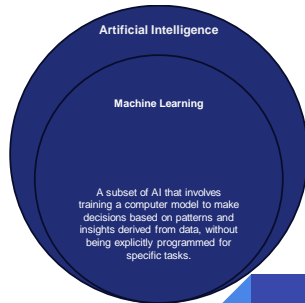 Artificial Intelligence
Machine Learning
A subset of AI that involves
training a computer model to make
decisions based on patterns and
insights derived from data, without
being explicitly programmed for
specific tasks.